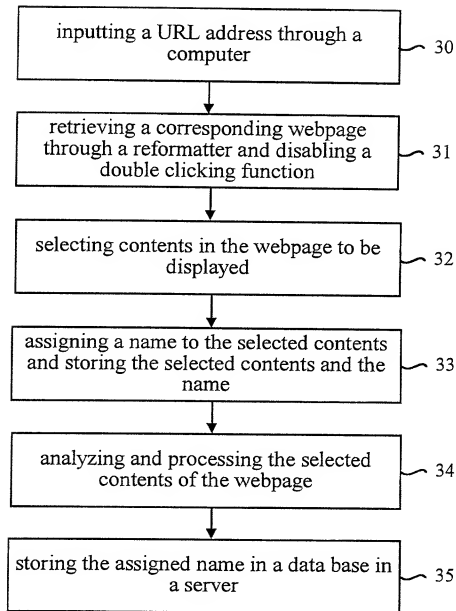 inputting a URL address through a
computer
30
retrieving a corresponding webpage
through a reformatter and disabling a
double clicking function
31
selecting contents in the webpage to be
displayed
32
assigning a name to the selected contents
and storing the selected contents and the
name
33
analyzing and processing the selected
contents of the webpage
34
storing the assigned name in a data base in
a server
35